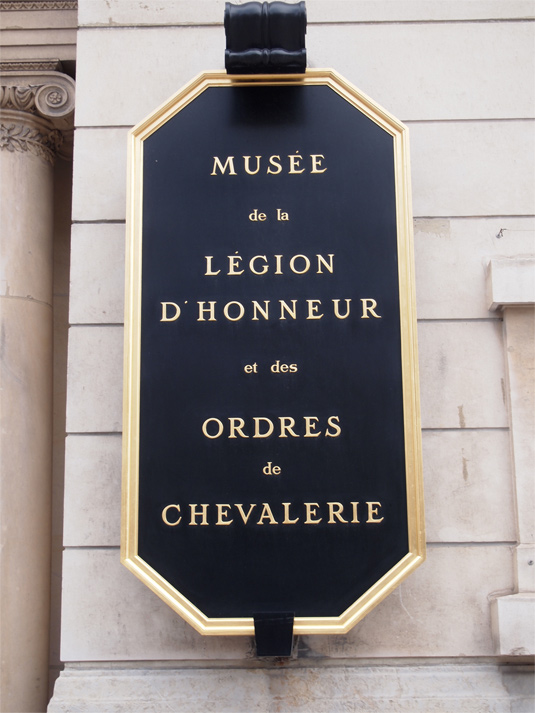 MUSÉE
de la
LÉGION
D'HONNEUR
et des
ORDRES
de
CHEVALERIE